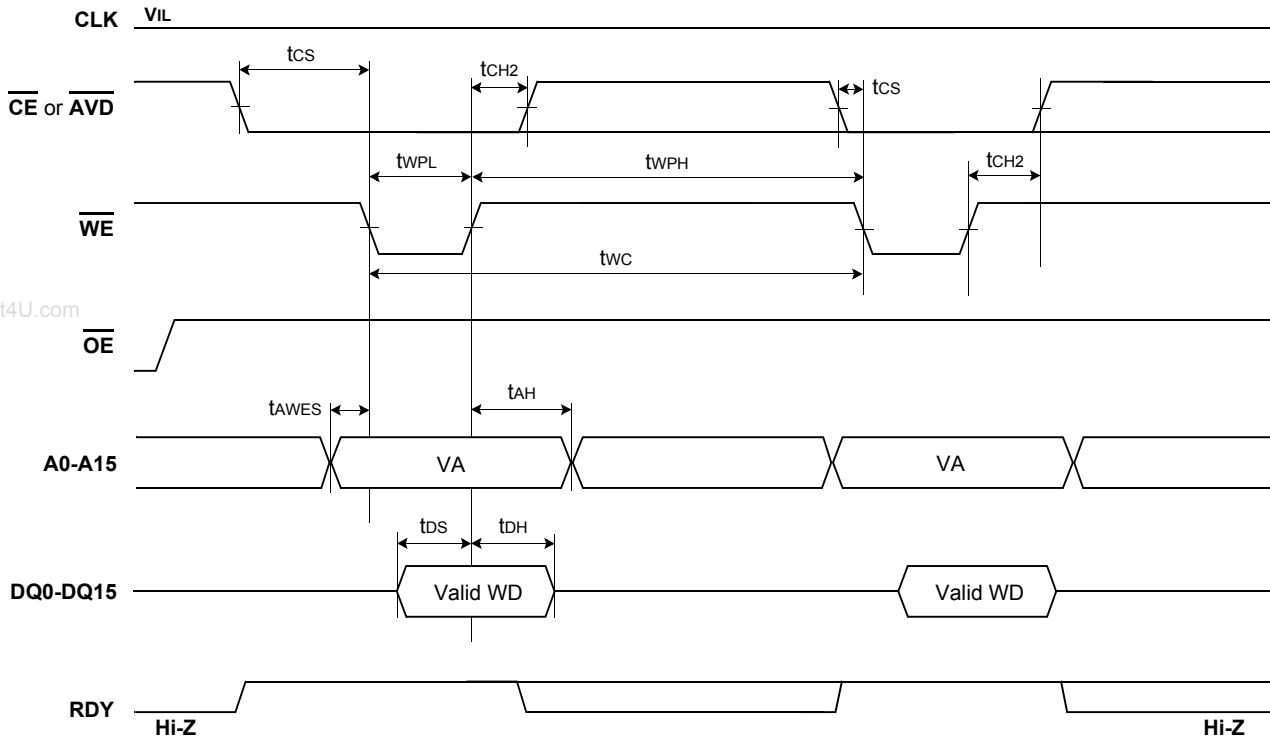 CLK VIL
tCS
tCH2
tCS
CE or AVD
tWPL
tWPH
tCH2
WE
tWC
t4U.com
OE
tAWES
tAH
A0-A15
VA
VA
tDS
tDH
DQ0-DQ15
Valid WD
Valid WD
RDY
Hi-Z
Hi-Z